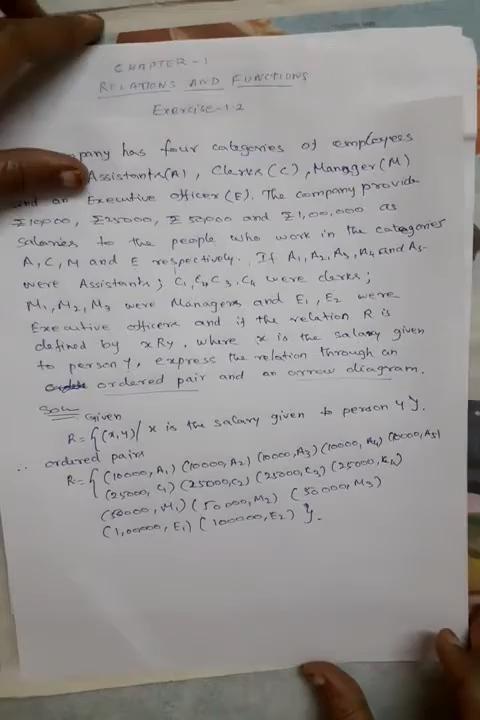 CHAPTER-1
RELATIONS AND FUNCTIONS
Exercise-1.2
pany has four categories of employees
Assistants(A), Clerks(C), Manager(M)
and an Executive officer(E). The company provide
₹10,000, ₹25000, ₹50,000 and ₹1,00,000 as
salaries to the people who work in the categories
A, C, M and E respectively. If A1, A2, A3, A4 and A5
were Assistants; C1, C2, C3, C4 were clerks;
M1, M2, M3 were Managers and E1, E2 were
Executive officers and if the relation R is
defined by xRy, where x is the salary given
to person y, express the relation through an
ordered pair and an arrow diagram.
Soln Given
R={(x,y)/ x is the salary given to person y}.
∴ ordered pairs
R={(10000, A1) (10000, A2) (10000, A3) (10000, A4) (10000, A5)
(25000, C1) (25000, C2) (25000, C3) (25000, C4)
(50000, M1) (50000, M2) (50000, M3)
(1,00000, E1) (100000, E2)}.